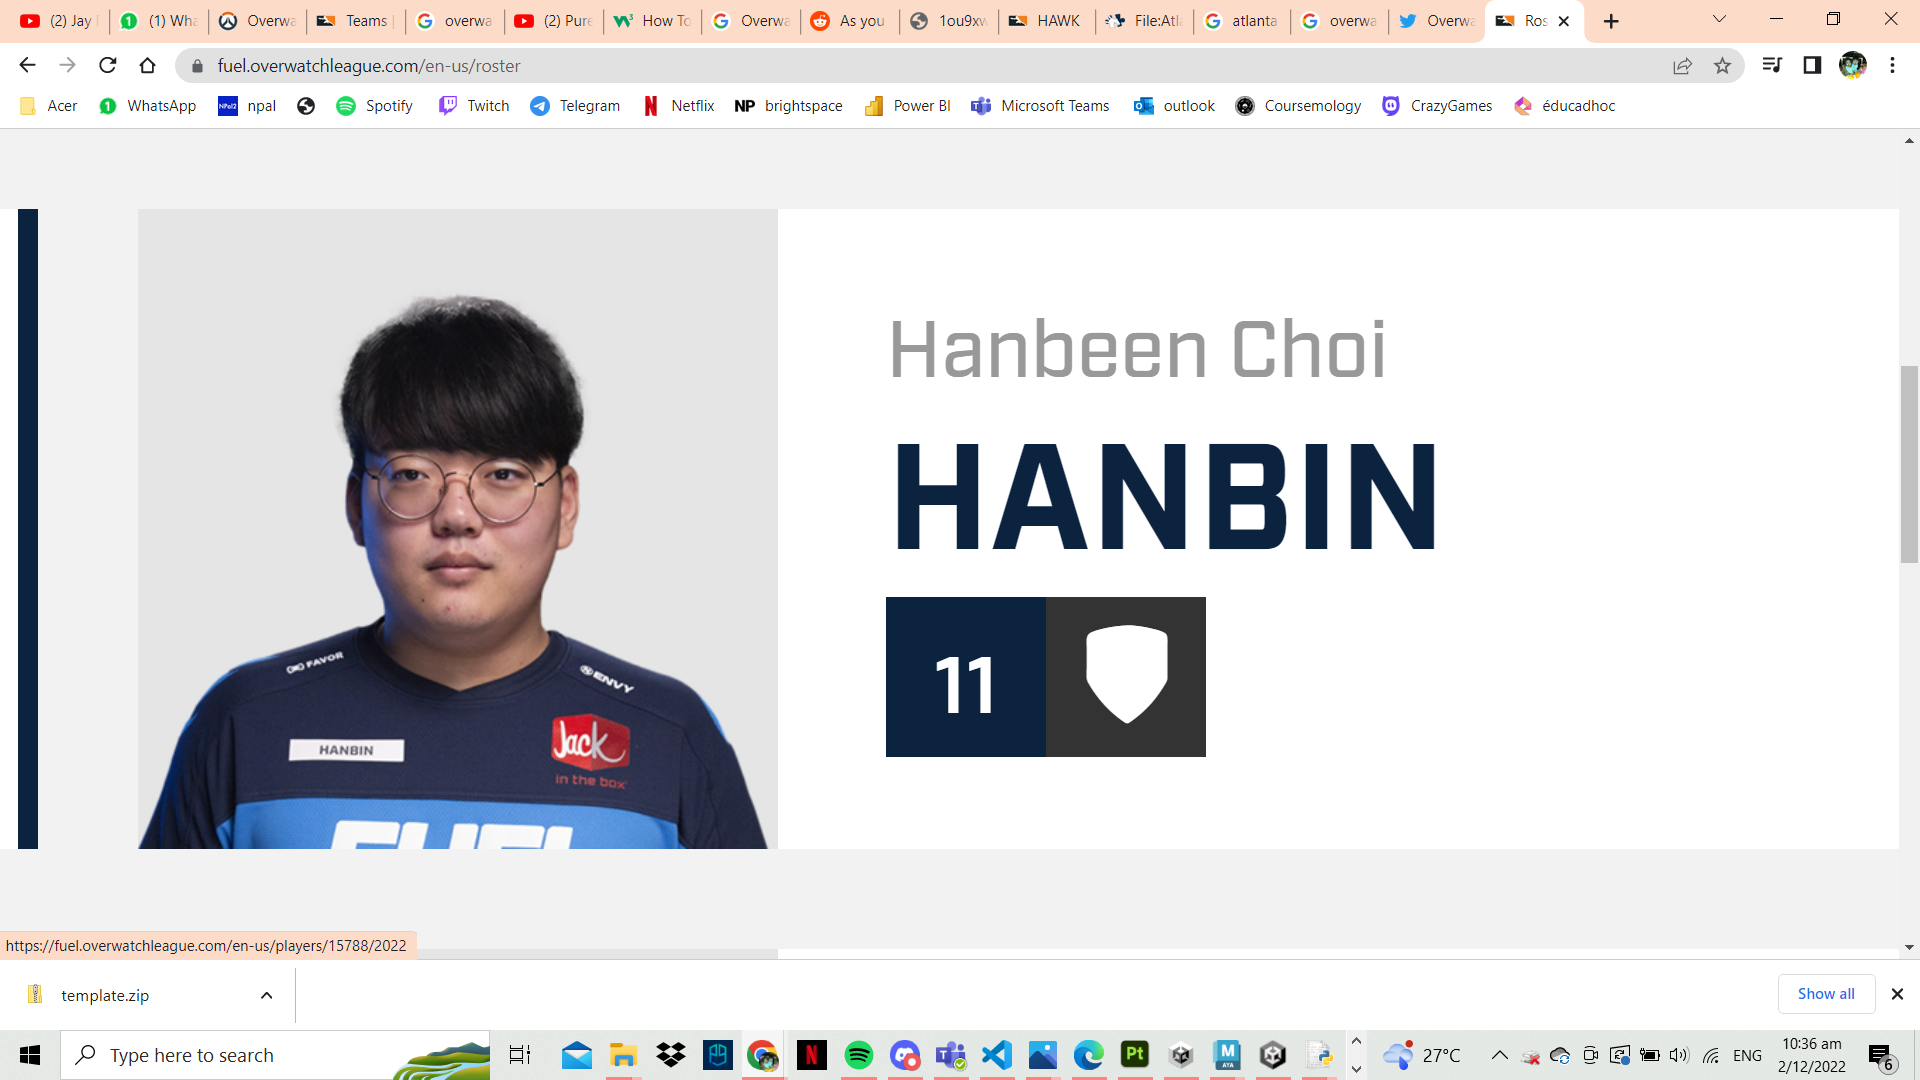 (2) Jay
(1) Wha
Overwa
Teams
overwa
(2) Pure
How To
Overwa
As you
1ou9xw
HAWK
File:Atla
atlanta
overwa
Overwa
Ros
fuel.overwatchleague.com/en-us/roster
Acer
WhatsApp
npal
Spotify
Twitch
Telegram
Netflix
NP brightspace
Power BI
Microsoft Teams
outlook
Coursemology
CrazyGames
éducadhoc
Hanbeen Choi
HANBIN
11
FAVOR
ENVY
HANBIN
Jack
in the box
FUEL
https://fuel.overwatchleague.com/en-us/players/15788/2022
template.zip
Show all
Type here to search
27°C
ENG
10:36 am
2/12/2022
6